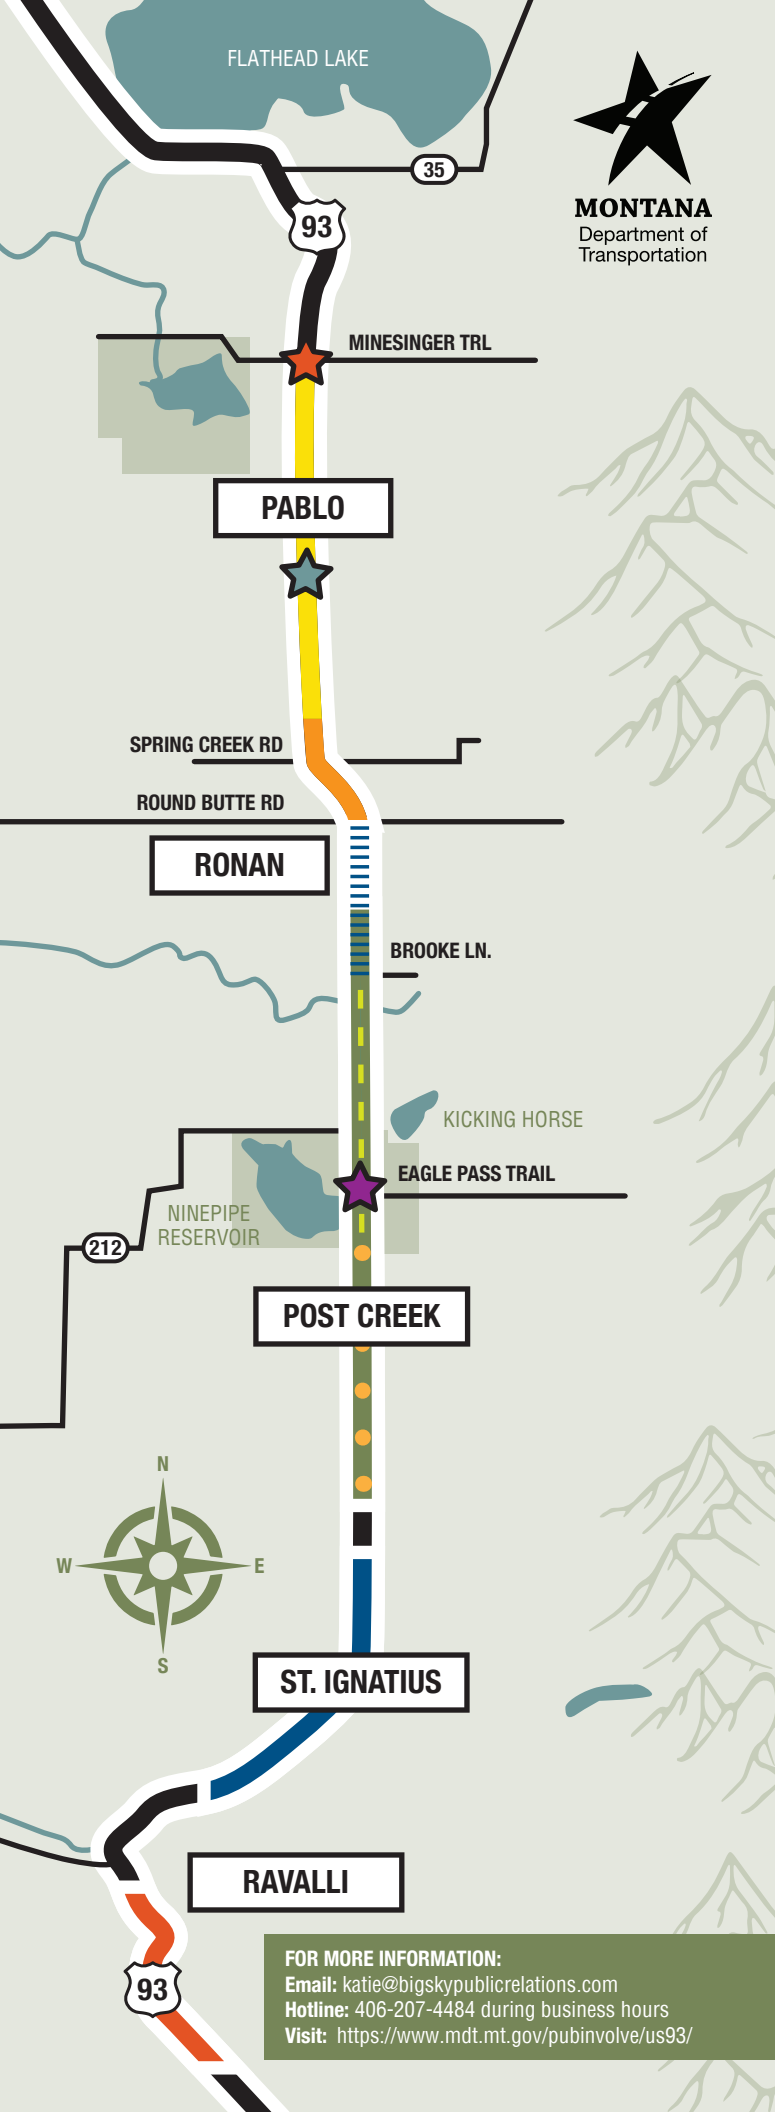 FLATHEAD LAKE
35
93
MONTANA
Department of
Transportation
MINESINGER TRL
PABLO
SPRING CREEK RD
ROUND BUTTE RD
RONAN
BROOKE LN.
KICKING HORSE
EAGLE PASS TRAIL
NINEPIPE
RESERVOIR
212
POST CREEK
N
W
E
S
ST. IGNATIUS
RAVALLI
93
FOR MORE INFORMATION:
Email: katie@bigskypublicrelations.com
Hotline: 406-207-4484 during business hours
Visit: https://www.mdt.mt.gov/pubinvolve/us93/